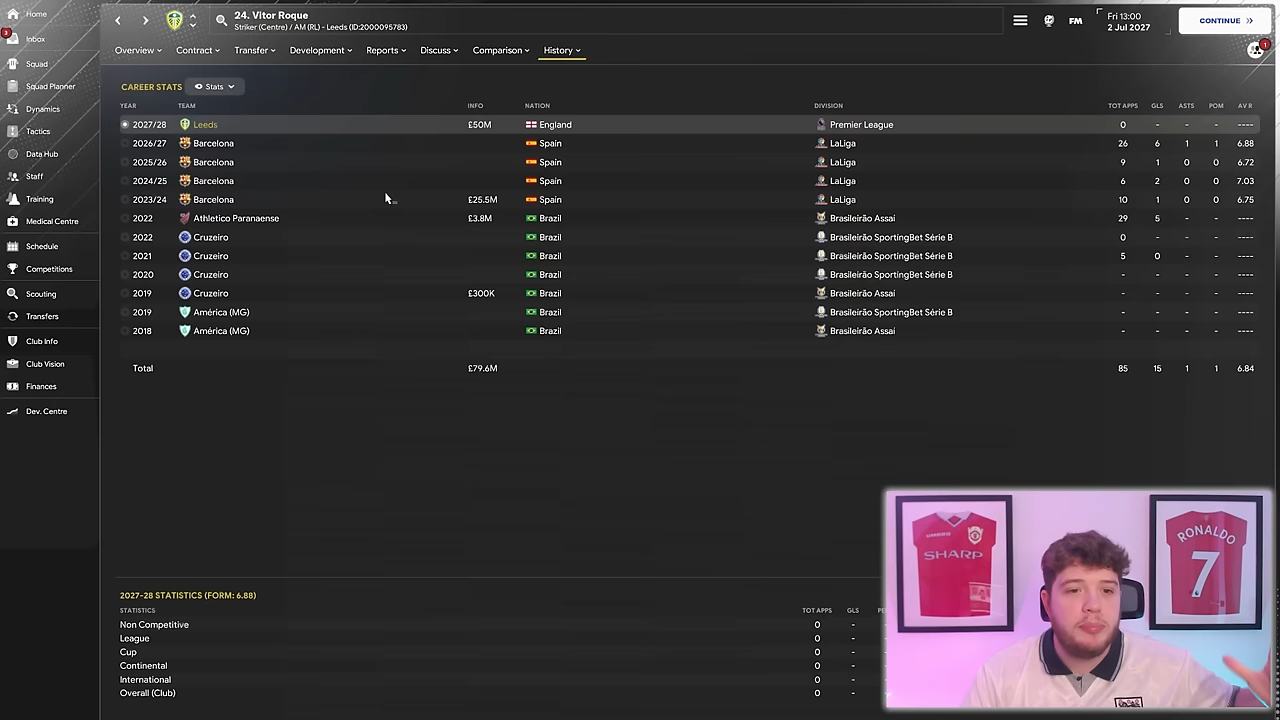 Home
24. Vitor Roque
Striker (Centre) / AM (RL) - Leeds (ID:2000095783)
FM
Fri 13:00
2 Jul 2027
CONTINUE
3
Inbox
Overview
Contract
Transfer
Development
Reports
Discuss
Comparison
History
1
Squad
Squad Planner
Dynamics
Tactics
Data Hub
Staff
Training
Medical Centre
Schedule
Competitions
Scouting
Transfers
Club Info
Club Vision
Finances
Dev. Centre
CAREER STATS
Stats
YEAR TEAM INFO NATION DIVISION TOT APPS GLS ASTS POM AV R
2027/28 Leeds £50M England Premier League 0 - - - ----
2026/27 Barcelona Spain LaLiga 26 6 1 1 6.88
2025/26 Barcelona Spain LaLiga 9 1 0 0 6.72
2024/25 Barcelona Spain LaLiga 6 2 0 0 7.03
2023/24 Barcelona £25.5M Spain LaLiga 10 1 0 0 6.75
2022 Athletico Paranaense £3.8M Brazil Brasileirão Assaí 29 5 - - ----
2022 Cruzeiro Brazil Brasileirão SportingBet Série B 0 - - - ----
2021 Cruzeiro Brazil Brasileirão SportingBet Série B 5 0 - - ----
2020 Cruzeiro Brazil Brasileirão SportingBet Série B - - - - ----
2019 Cruzeiro £300K Brazil Brasileirão Assaí - - - - ----
2019 América (MG) Brazil Brasileirão SportingBet Série B - - - - ----
2018 América (MG) Brazil Brasileirão Assaí - - - - ----
Total £79.6M 85 15 1 1 6.84
2027-28 STATISTICS (FORM: 6.88)
STATISTICS TOT APPS GLS PE
Non Competitive 0 -
League 0 -
Cup 0 -
Continental 0 -
International 0 -
Overall (Club) 0 -
SHARP
RONALDO
7